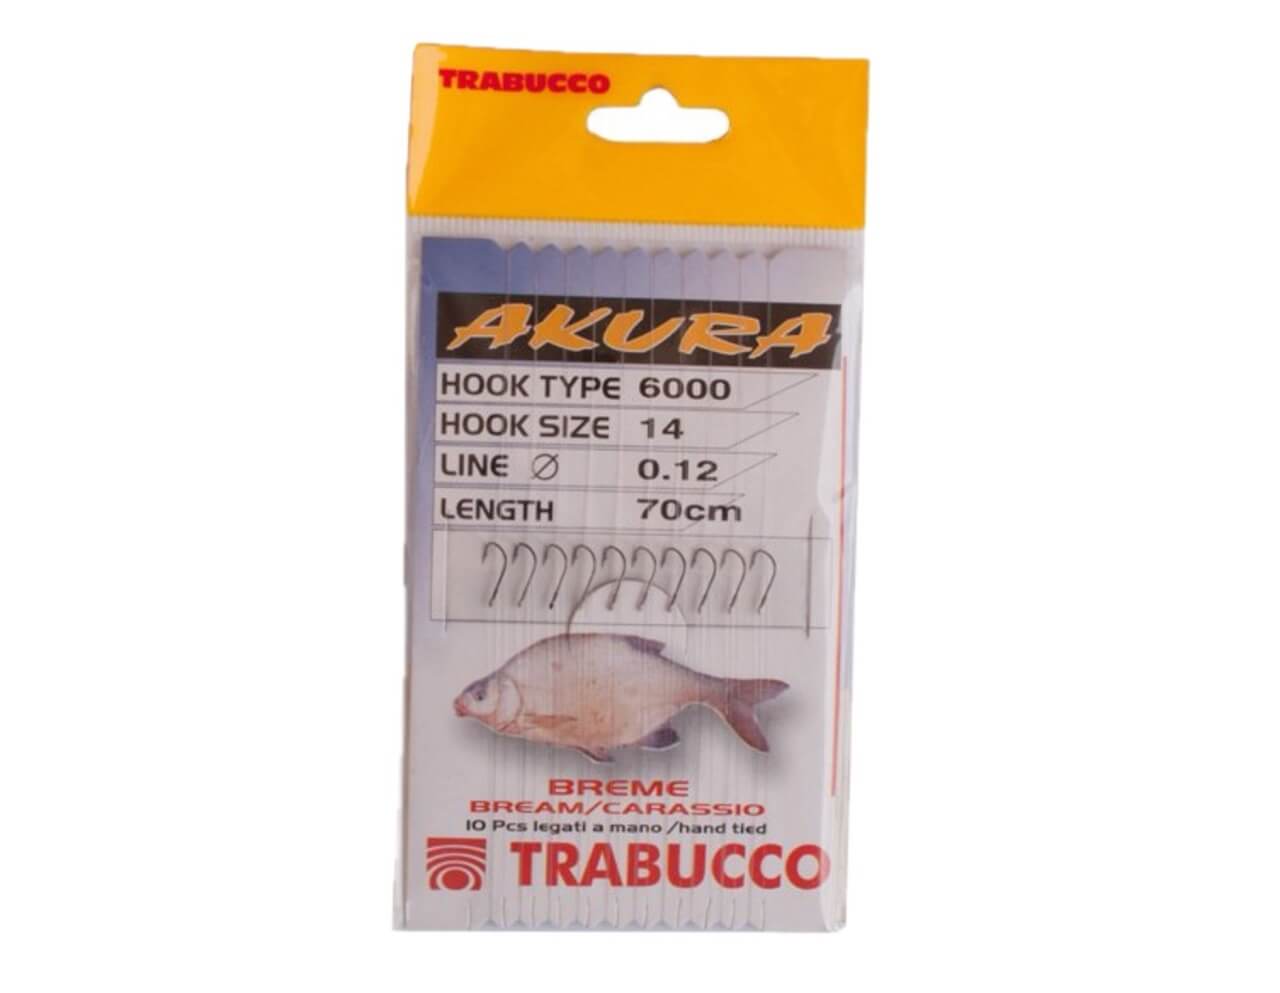 TRABUCCO
AKURA
HOOK TYPE 6000
HOOK SIZE 14
LINE Ø 0.12
LENGTH 70cm
BREME
BREAM/CARASSIO
10 Pcs legati a mano /hand tied
TRABUCCO